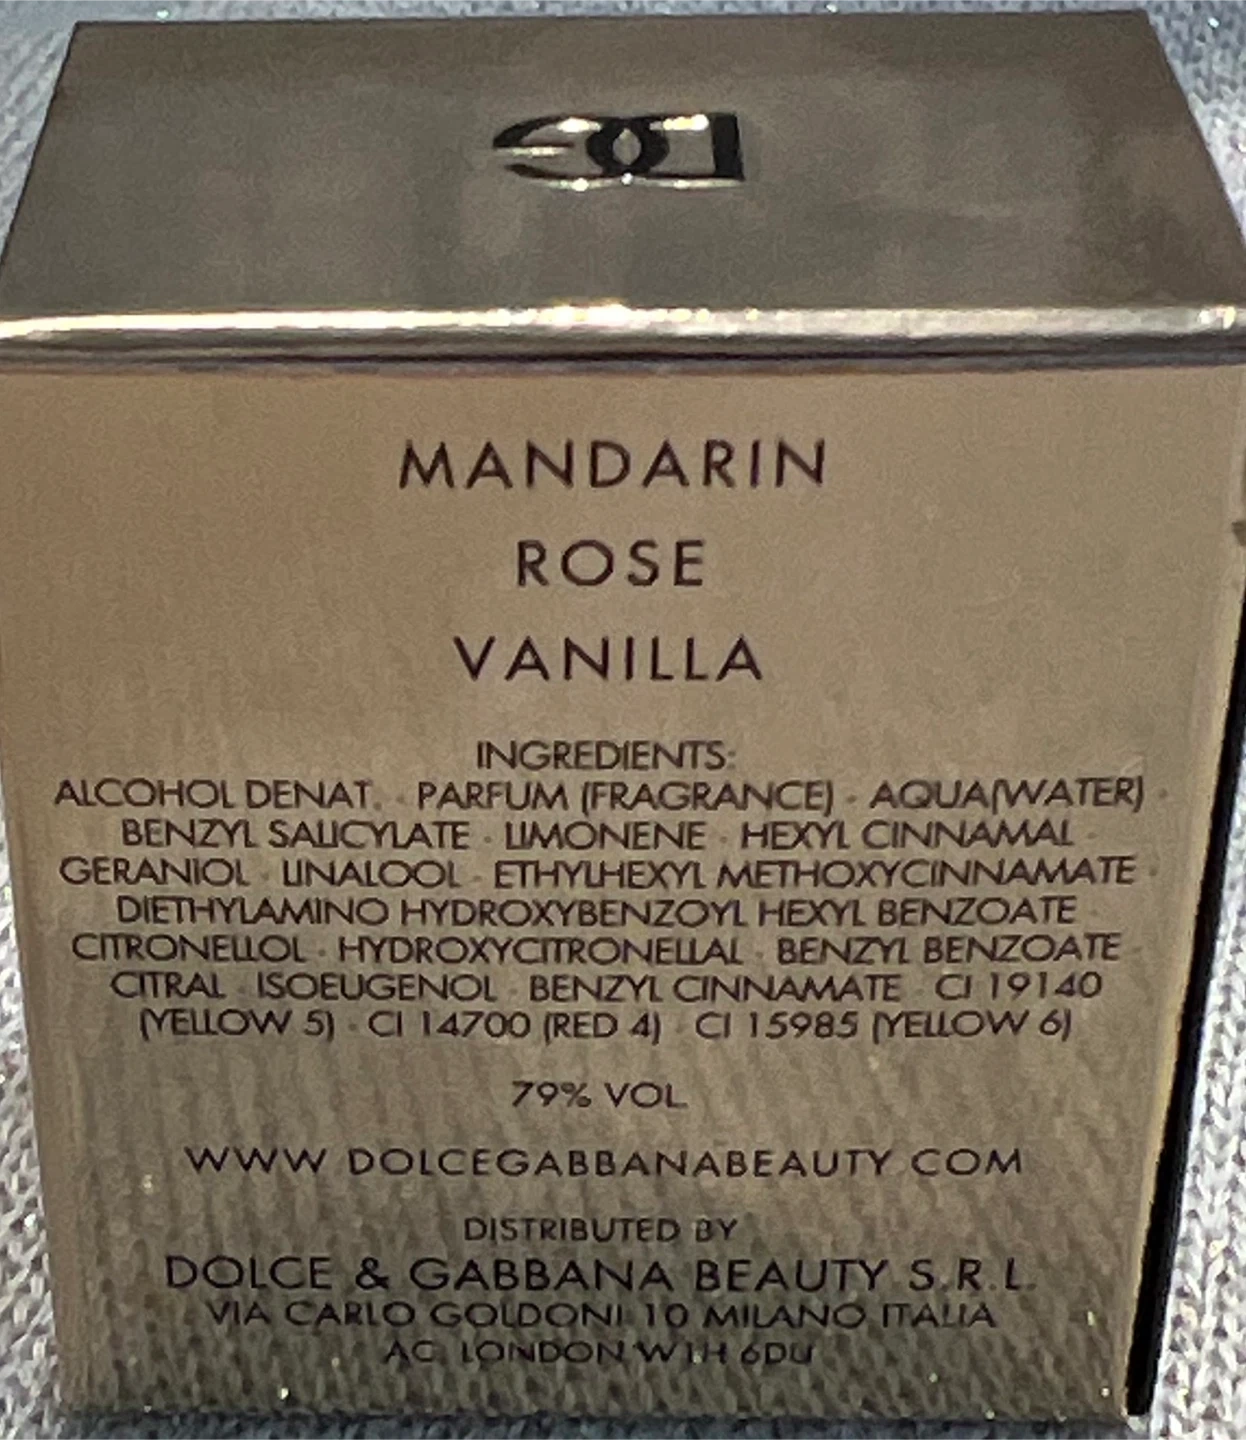 DG
MANDARIN
ROSE
VANILLA
INGREDIENTS:
ALCOHOL DENAT. · PARFUM (FRAGRANCE) · AQUA(WATER) ·
BENZYL SALICYLATE · LIMONENE · HEXYL CINNAMAL ·
GERANIOL · LINALOOL · ETHYLHEXYL METHOXYCINNAMATE ·
DIETHYLAMINO HYDROXYBENZOYL HEXYL BENZOATE ·
CITRONELLOL · HYDROXYCITRONELLAL · BENZYL BENZOATE ·
CITRAL · ISOEUGENOL · BENZYL CINNAMATE · CI 19140
(YELLOW 5) · CI 14700 (RED 4) · CI 15985 (YELLOW 6)
79% VOL
WWW DOLCEGABBANABEAUTY COM
DISTRIBUTED BY
DOLCE & GABBANA BEAUTY S.R.L.
VIA CARLO GOLDONI 10 MILANO ITALIA
AC LONDON W1H 6DU